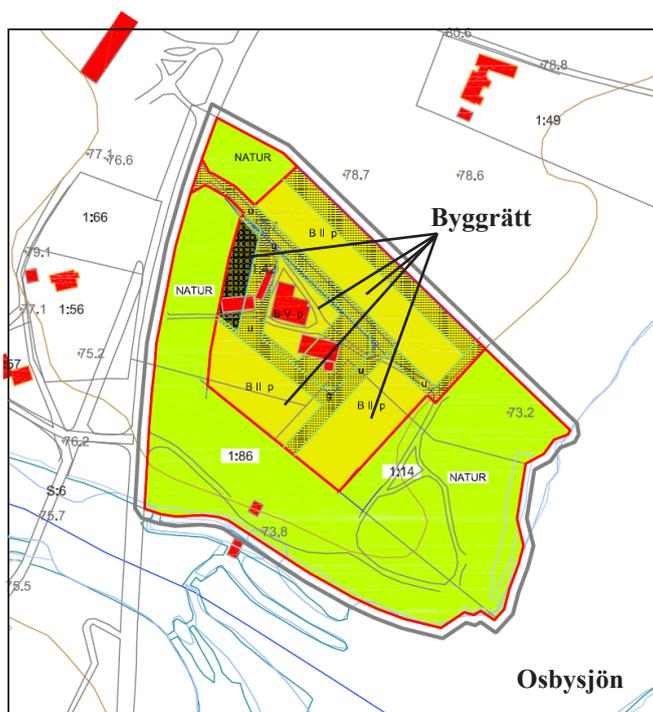 80.6
78.8
1:49
77.1
76.6
NATUR
78.7
78.6
1:66
u
Byggrätt
B II p
g
79.1
NATUR
77.1
1:56
B V p
u
75.2
57
u
u
B II p
g
B II p
73.2
76.2
1:86
1:14
NATUR
S:6
75.7
73.8
75.5
Osbysjön